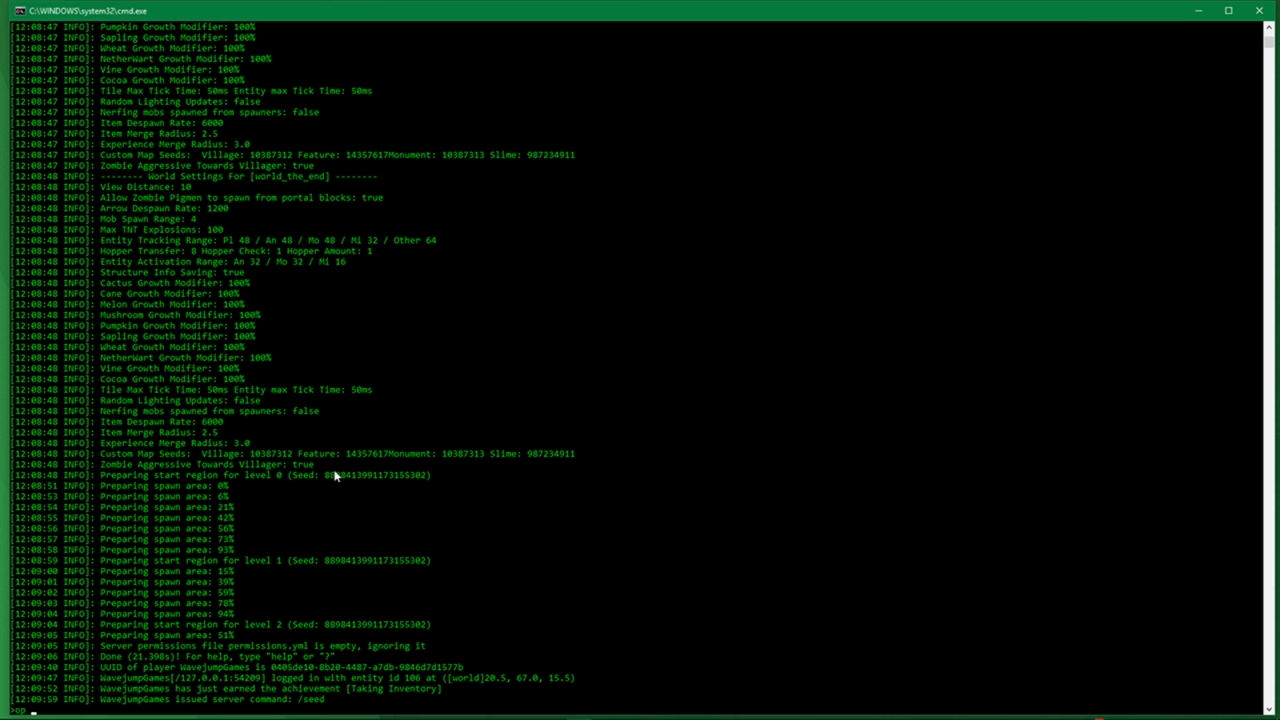 C:\WINDOWS\system32\cmd.exe
[12:08:47 INFO]: Pumpkin Growth Modifier: 100%
[12:08:47 INFO]: Sapling Growth Modifier: 100%
[12:08:47 INFO]: Wheat Growth Modifier: 100%
[12:08:47 INFO]: NetherWart Growth Modifier: 100%
[12:08:47 INFO]: Vine Growth Modifier: 100%
[12:08:47 INFO]: Cocoa Growth Modifier: 100%
[12:08:47 INFO]: Tile Max Tick Time: 50ms Entity max Tick Time: 50ms
[12:08:47 INFO]: Random Lighting Updates: false
[12:08:47 INFO]: Nerfing mobs spawned from spawners: false
[12:08:47 INFO]: Item Despawn Rate: 6000
[12:08:47 INFO]: Item Merge Radius: 2.5
[12:08:47 INFO]: Experience Merge Radius: 3.0
[12:08:47 INFO]: Custom Map Seeds:  Village: 10387312 Feature: 14357617Monument: 10387313 Slime: 987234911
[12:08:47 INFO]: Zombie Aggressive Towards Villager: true
[12:08:48 INFO]: -------- World Settings For [world_the_end] --------
[12:08:48 INFO]: View Distance: 10
[12:08:48 INFO]: Allow Zombie Pigmen to spawn from portal blocks: true
[12:08:48 INFO]: Arrow Despawn Rate: 1200
[12:08:48 INFO]: Mob Spawn Range: 4
[12:08:48 INFO]: Max TNT Explosions: 100
[12:08:48 INFO]: Entity Tracking Range: Pl 48 / An 48 / Mo 48 / Mi 32 / Other 64
[12:08:48 INFO]: Hopper Transfer: 8 Hopper Check: 1 Hopper Amount: 1
[12:08:48 INFO]: Entity Activation Range: An 32 / Mo 32 / Mi 16
[12:08:48 INFO]: Structure Info Saving: true
[12:08:48 INFO]: Cactus Growth Modifier: 100%
[12:08:48 INFO]: Cane Growth Modifier: 100%
[12:08:48 INFO]: Melon Growth Modifier: 100%
[12:08:48 INFO]: Mushroom Growth Modifier: 100%
[12:08:48 INFO]: Pumpkin Growth Modifier: 100%
[12:08:48 INFO]: Sapling Growth Modifier: 100%
[12:08:48 INFO]: Wheat Growth Modifier: 100%
[12:08:48 INFO]: NetherWart Growth Modifier: 100%
[12:08:48 INFO]: Vine Growth Modifier: 100%
[12:08:48 INFO]: Cocoa Growth Modifier: 100%
[12:08:48 INFO]: Tile Max Tick Time: 50ms Entity max Tick Time: 50ms
[12:08:48 INFO]: Random Lighting Updates: false
[12:08:48 INFO]: Nerfing mobs spawned from spawners: false
[12:08:48 INFO]: Item Despawn Rate: 6000
[12:08:48 INFO]: Item Merge Radius: 2.5
[12:08:48 INFO]: Experience Merge Radius: 3.0
[12:08:48 INFO]: Custom Map Seeds:  Village: 10387312 Feature: 14357617Monument: 10387313 Slime: 987234911
[12:08:48 INFO]: Zombie Aggressive Towards Villager: true
[12:08:48 INFO]: Preparing start region for level 0 (Seed: 8898413991173155302)
[12:08:51 INFO]: Preparing spawn area: 0%
[12:08:53 INFO]: Preparing spawn area: 6%
[12:08:54 INFO]: Preparing spawn area: 21%
[12:08:55 INFO]: Preparing spawn area: 42%
[12:08:56 INFO]: Preparing spawn area: 56%
[12:08:57 INFO]: Preparing spawn area: 73%
[12:08:58 INFO]: Preparing spawn area: 93%
[12:08:59 INFO]: Preparing start region for level 1 (Seed: 8898413991173155302)
[12:09:00 INFO]: Preparing spawn area: 15%
[12:09:01 INFO]: Preparing spawn area: 39%
[12:09:02 INFO]: Preparing spawn area: 59%
[12:09:03 INFO]: Preparing spawn area: 78%
[12:09:04 INFO]: Preparing spawn area: 94%
[12:09:04 INFO]: Preparing start region for level 2 (Seed: 8898413991173155302)
[12:09:05 INFO]: Preparing spawn area: 51%
[12:09:05 INFO]: Server permissions file permissions.yml is empty, ignoring it
[12:09:06 INFO]: Done (21.398s)! For help, type "help" or "?"
[12:09:40 INFO]: UUID of player WavejumpGames is 0405de10-8b20-4487-a7db-9846d7d1577b
[12:09:47 INFO]: WavejumpGames[/127.0.0.1:54209] logged in with entity id 106 at ([world]20.5, 67.0, 15.5)
[12:09:52 INFO]: WavejumpGames has just earned the achievement [Taking Inventory]
[12:09:59 INFO]: WavejumpGames issued server command: /seed
>op _